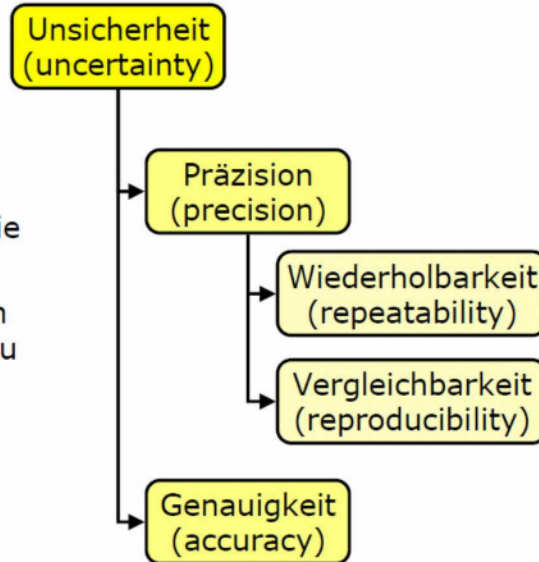 Unsicherheit
(uncertainty)
Präzision
(precision)
Wiederholbarkeit
(repeatability)
Vergleichbarkeit
(reproducibility)
Genauigkeit
(accuracy)